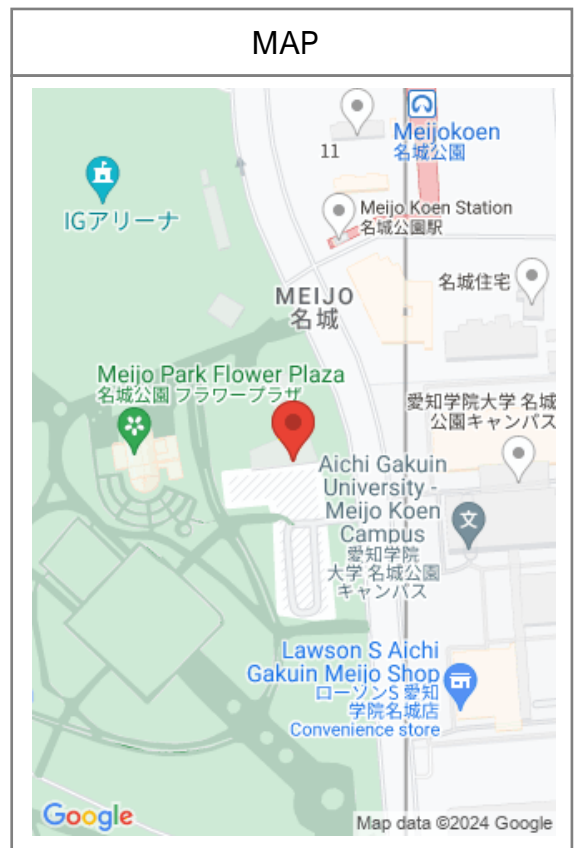 MAP
Meijokoen
名城公園
11
IGアリーナ
Meijo Koen Station
名城公園駅
名城住宅
MEIJO
名城
Meijo Park Flower Plaza
名城公園 フラワープラザ
愛知学院大学 名城
公園キャンパス
Aichi Gakuin
University -
Meijo Koen
Campus
愛知学院
大学 名城公園
キャンパス
文
Lawson S Aichi
Gakuin Meijo Shop
ローソンS 愛知
学院名城店
Convenience store
Google
Map data ©2024 Google